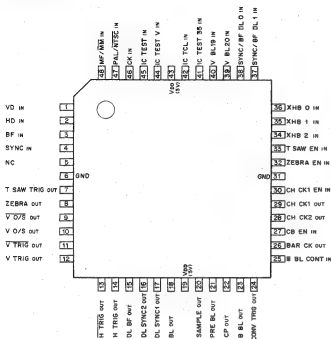 48 MF/MM IN
47 PAL/NTSC IN
46 CK IN
45 IC TEST IN
44 IC TEST V IN
43 VDD (5V)
42 IC TCL IN
41 IC TEST 35 IN
40 V BL19 IN
39 V BL20 IN
38 SYNC/BF DL 0 IN
37 SYNC/BF DL 1 IN
VD IN 1
HD IN 2
BF IN 3
SYNC IN 4
NC 5
6 GND
T SAW TRIG OUT 7
ZEBRA OUT 8
V O/S OUT 9
V O/S OUT 10
V TRIG OUT 11
V TRIG OUT 12
36 XHB 0 IN
35 XHB 1 IN
34 XHB 2 IN
33 T SAW EN IN
32 ZEBRA EN IN
GND 31
30 CH CK1 EN IN
29 CH CK1 OUT
28 CH CK2 OUT
27 CB EN IN
26 BAR CK OUT
25 B BL CONT IN
13 H TRIG OUT
14 H TRIG OUT
15 DL BF OUT
16 DL SYNC2 OUT
17 DL SYNC1 OUT
18 BL OUT
19 VDD (5V)
20 SAMPLE OUT
21 PRE BL OUT
22 CP OUT
23 B BL OUT
24 CONV TRIG OUT